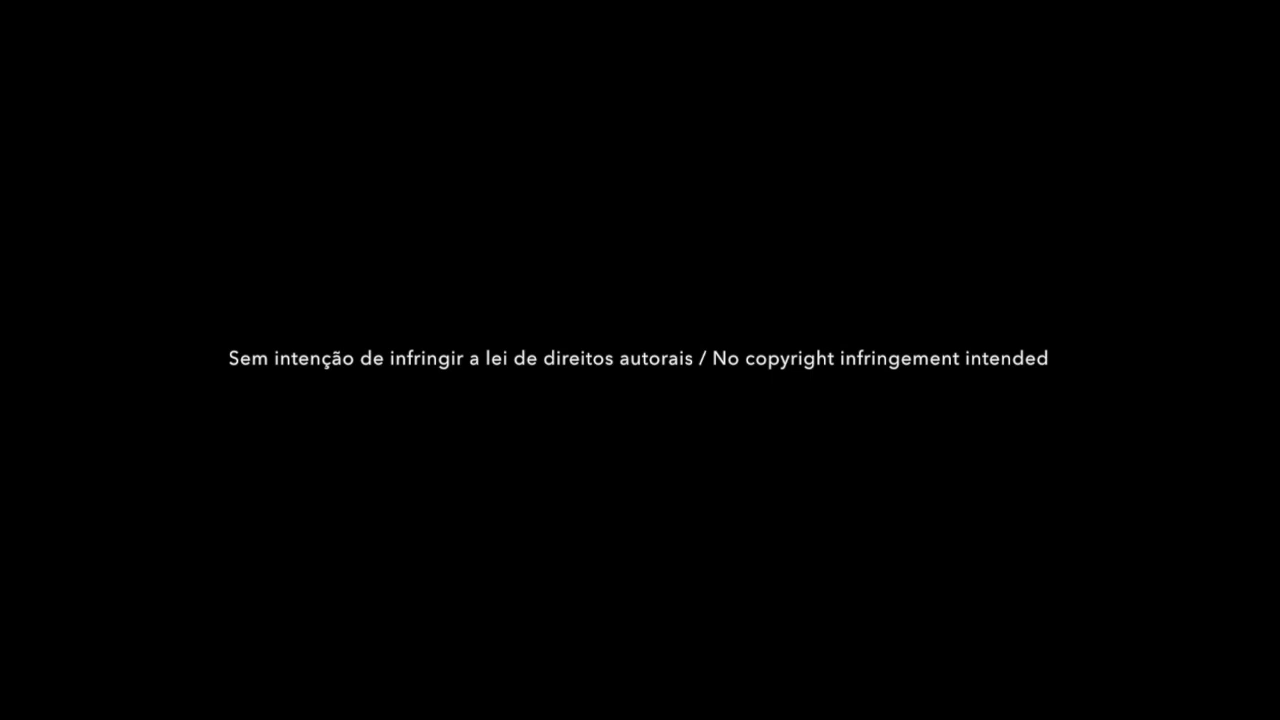 Sem intenção de infringir a lei de direitos autorais / No copyright infringement intended